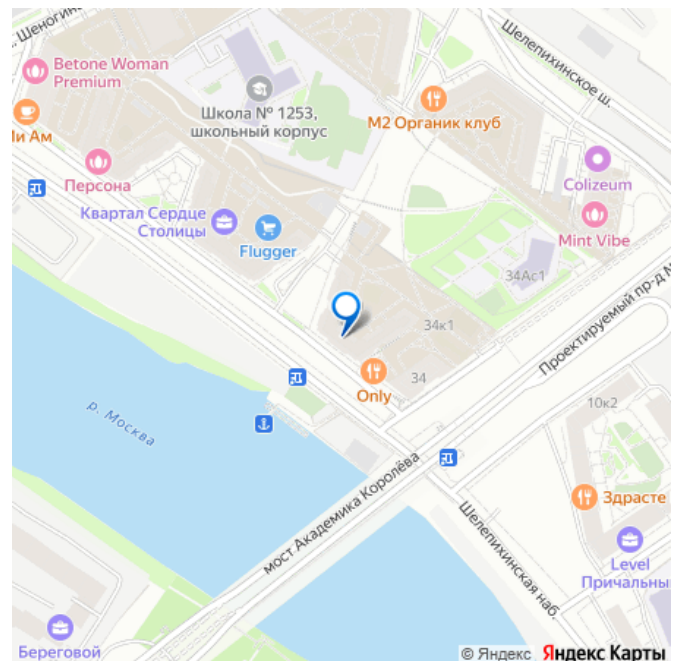 Шеногина
Шелепихинское ш.
Betone Woman
Premium
Школа № 1253,
школьный корпус
М2 Органик клуб
Ми Ам
Персона
Colizeum
Квартал Сердце
Столицы
Flugger
Mint Vibe
34Ас1
Проектируемый пр-д №
34к1
34
Only
р. Москва
10к2
мост Академика Королёва
Здрасте
Шелепихинская наб.
Level
Причальный
Береговой
© Яндекс Яндекс Карты